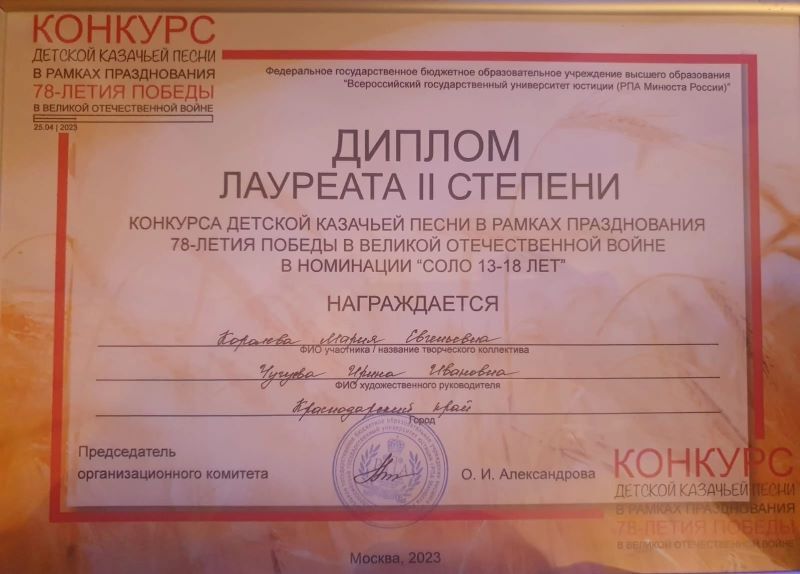 КОНКУРС
ДЕТСКОЙ КАЗАЧЬЕЙ ПЕСНИ
В РАМКАХ ПРАЗДНОВАНИЯ
78-ЛЕТИЯ ПОБЕДЫ
В ВЕЛИКОЙ ОТЕЧЕСТВЕННОЙ ВОЙНЕ
25.04 | 2023
Федеральное государственное бюджетное образовательное учреждение высшего образования
"Всероссийский государственный университет юстиции (РПА Минюста России)"
ДИПЛОМ
ЛАУРЕАТА II СТЕПЕНИ
КОНКУРСА ДЕТСКОЙ КАЗАЧЬЕЙ ПЕСНИ В РАМКАХ ПРАЗДНОВАНИЯ
78-ЛЕТИЯ ПОБЕДЫ В ВЕЛИКОЙ ОТЕЧЕСТВЕННОЙ ВОЙНЕ
В НОМИНАЦИИ "СОЛО 13-18 ЛЕТ"
НАГРАЖДАЕТСЯ
Мария Евгеньевна
ФИО участника / название творческого коллектива
Ирина Ивановна
ФИО художественного руководителя
Краснодарский край
Город
Председатель
организационного комитета
О. И. Александрова
КОНКУРС
ДЕТСКОЙ КАЗАЧЬЕЙ ПЕСНИ
В РАМКАХ ПРАЗДНОВАНИЯ
78-ЛЕТИЯ ПОБЕДЫ
В ВЕЛИКОЙ ОТЕЧЕСТВЕННОЙ ВОЙНЕ
Москва, 2023